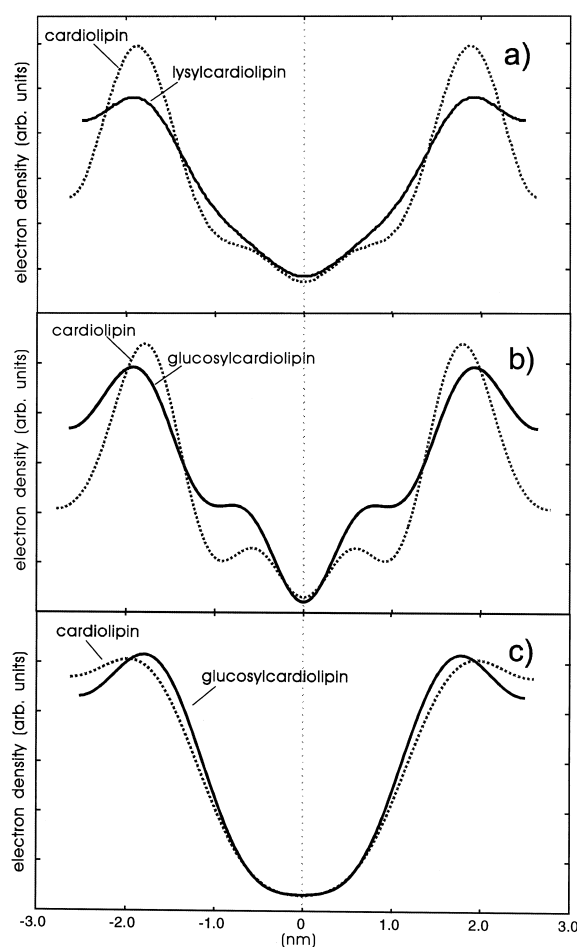 cardiolipin
a)
lysylcardiolipin
electron density (arb. units)
cardiolipin
b)
glucosylcardiolipin
electron density (arb. units)
cardiolipin
c)
glucosylcardiolipin
electron density (arb. units)
-3.0 -2.0 -1.0 0 1.0 2.0 3.0
(nm)